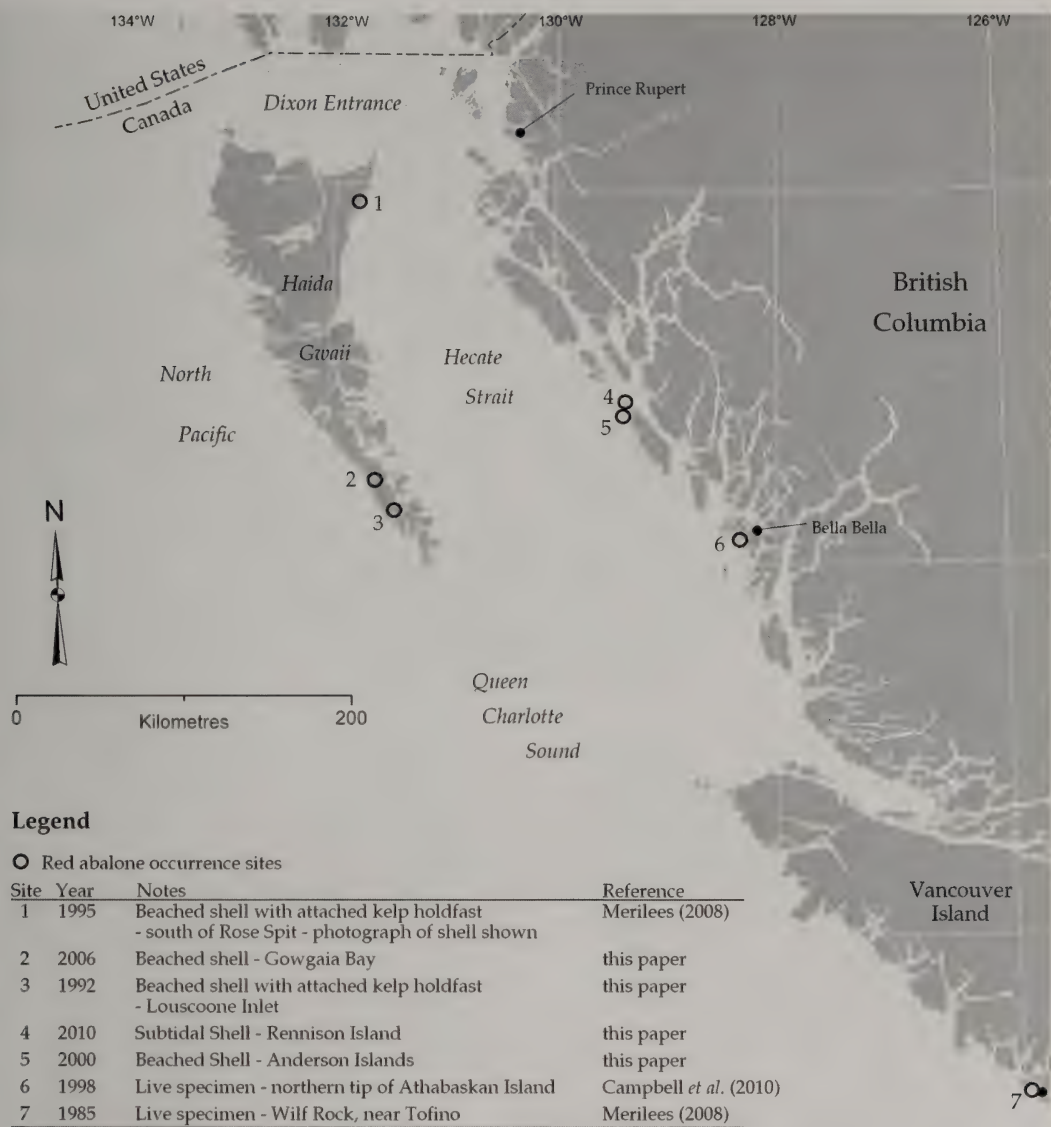 134°W 132°W 130°W 128°W 126°W
United States
Canada
Dixon Entrance
Prince Rupert
1
Haida
Gwaii
British
Columbia
North
Pacific
Hecate
Strait
4
5
2
3
N
6
Bella Bella
0 200
Kilometres
Queen
Charlotte
Sound
Vancouver
Island
7
Legend
Red abalone occurrence sites
Site Year Notes Reference
1 1995 Beached shell with attached kelp holdfast Merilees (2008)
- south of Rose Spit - photograph of shell shown
2 2006 Beached shell - Gowgaia Bay this paper
3 1992 Beached shell with attached kelp holdfast this paper
- Louscoone Inlet
4 2010 Subtidal Shell - Rennison Island this paper
5 2000 Beached Shell - Anderson Islands this paper
6 1998 Live specimen - northern tip of Athabaskan Island Campbell et al. (2010)
7 1985 Live specimen - Wilf Rock, near Tofino Merilees (2008)